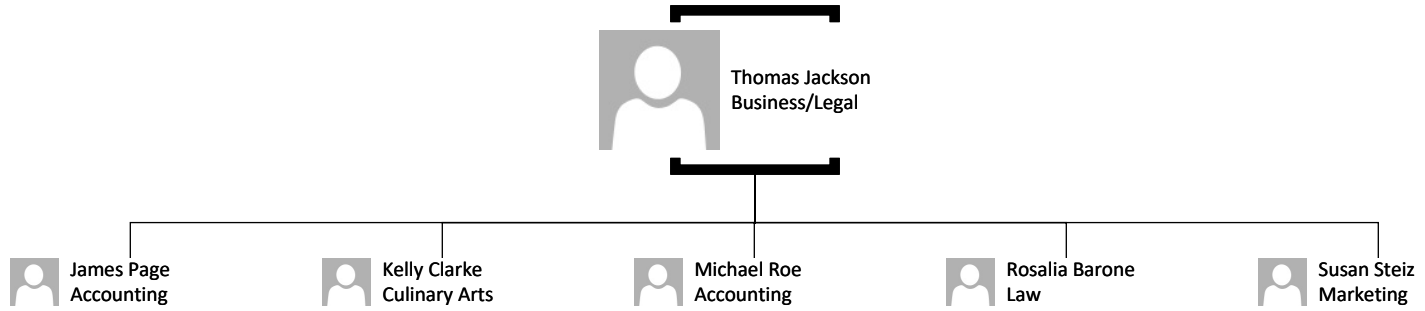 Thomas Jackson
Business/Legal
James Page
Accounting
Kelly Clarke
Culinary Arts
Michael Roe
Accounting
Rosalia Barone
Law
Susan Steiz
Marketing